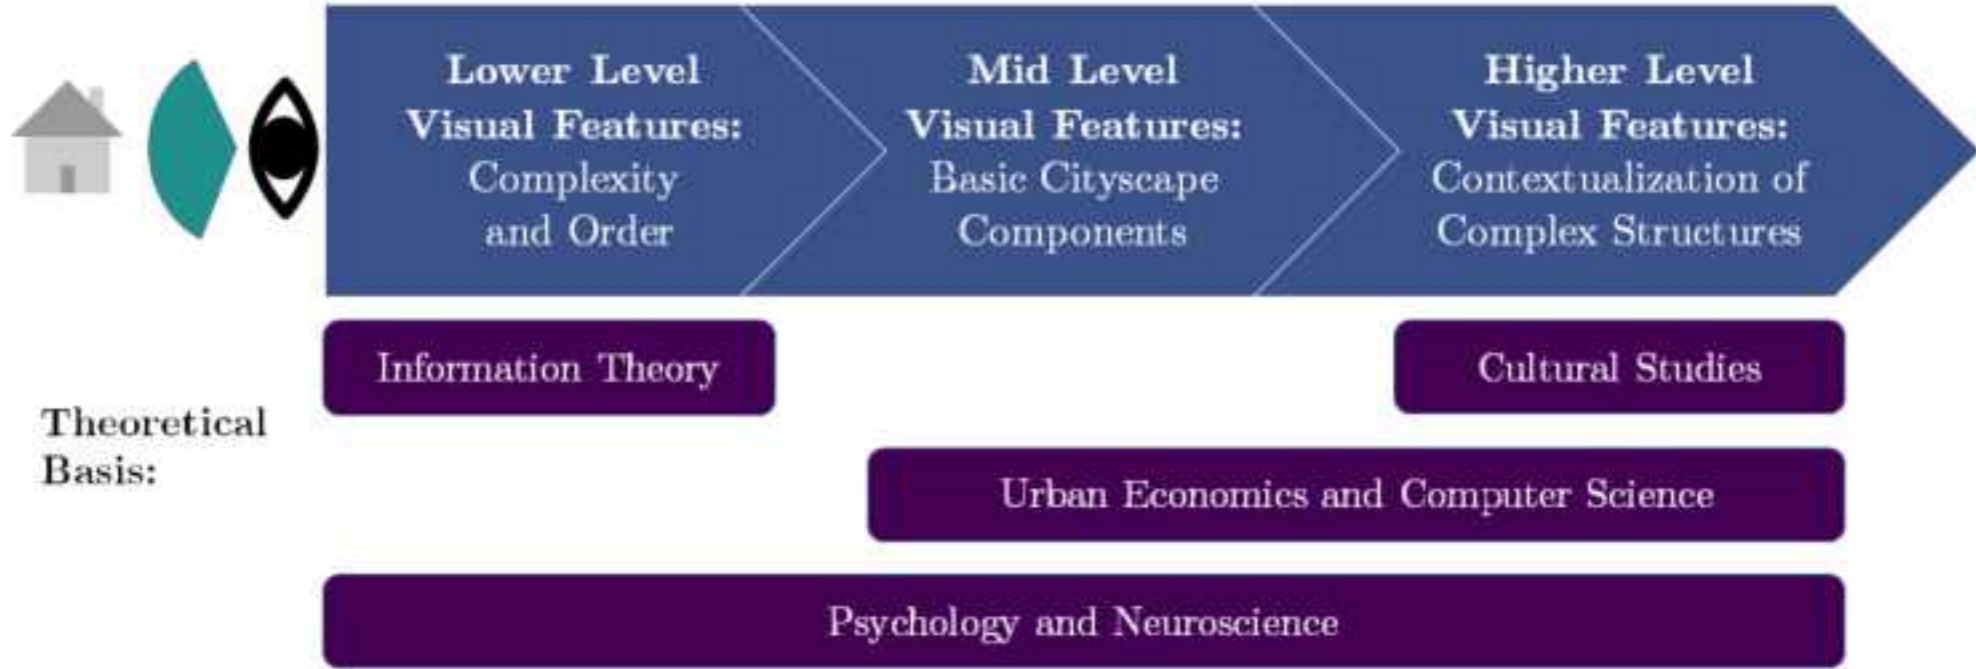 Lower Level
Visual Features:
Complexity
and Order
Mid Level
Visual Features:
Basic Cityscape
Components
Higher Level
Visual Features:
Contextualization of
Complex Structures
Theoretical
Basis:
Information Theory
Cultural Studies
Urban Economics and Computer Science
Psychology and Neuroscience